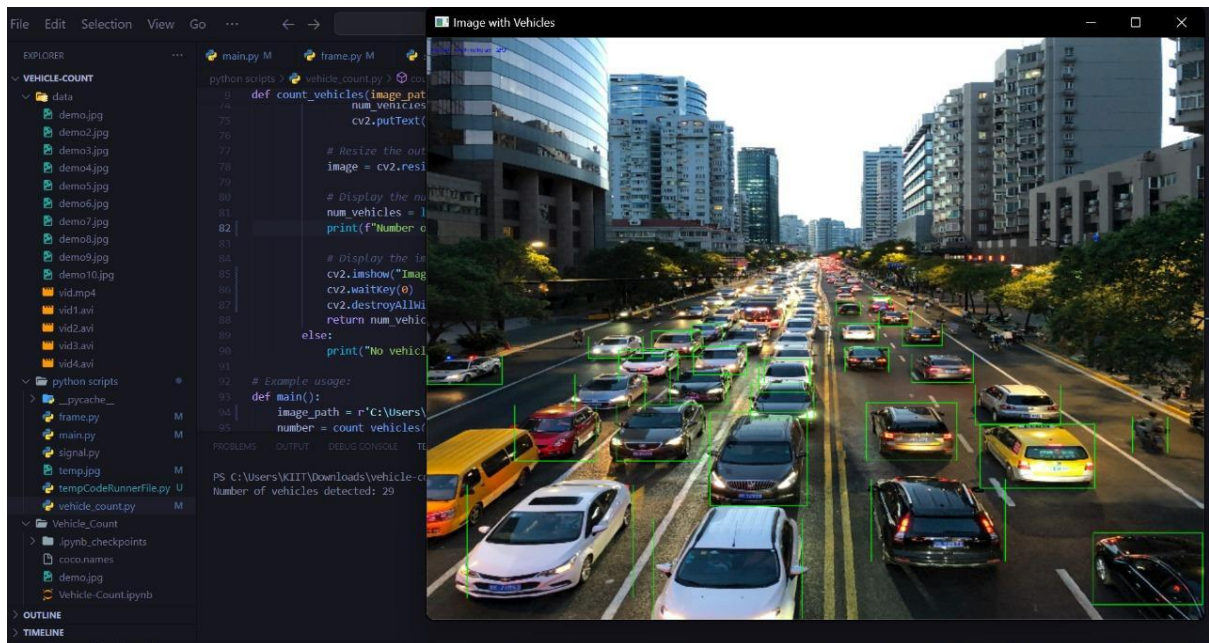 File Edit Selection View Go ...
Image with Vehicles
EXPLORER
main.py M
frame.py M
VEHICLE-COUNT
python scripts > vehicle_count.py >
data
demo.jpg
demo2.jpg
demo3.jpg
demo4.jpg
demo5.jpg
demo6.jpg
demo7.jpg
demo8.jpg
demo9.jpg
demo10.jpg
vid.mp4
vid1.avi
vid2.avi
vid3.avi
vid4.avi
python scripts
__pycache__
frame.py M
main.py M
signal.py
temp.jpg M
tempCodeRunnerFile.py U
vehicle_count.py M
Vehicle_Count
.ipynb_checkpoints
coco.names
demo.jpg
Vehicle-Count.ipynb
OUTLINE
TIMELINE
9 def count_vehicles(image_pat
74 num_vehicles
75 cv2.putText(
76
77 # Resize the out
78 image = cv2.resi
79
80 # Display the nu
81 num_vehicles = l
82 print(f"Number o
83
84 # Display the im
85 cv2.imshow("Imag
86 cv2.waitKey(0)
87 cv2.destroyAllWi
88 return num_vehic
89 else:
90 print("No vehicl
91
92 # Example usage:
93 def main():
94 image_path = r'C:\Users\
95 number = count_vehicles(
PROBLEMS OUTPUT DEBUG CONSOLE TE
PS C:\Users\KIIT\Downloads\vehicle-co
Number of vehicles detected: 29